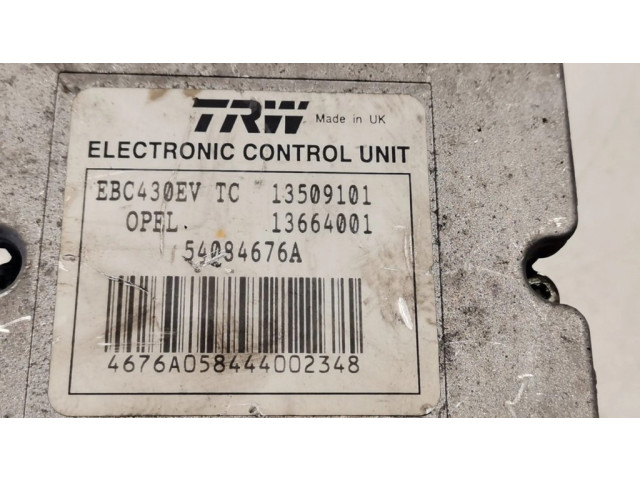 TRW Made in UK
ELECTRONIC CONTROL UNIT
EBC430EV TC 13509101
OPEL 13664001
54084676A
4676A058444002348